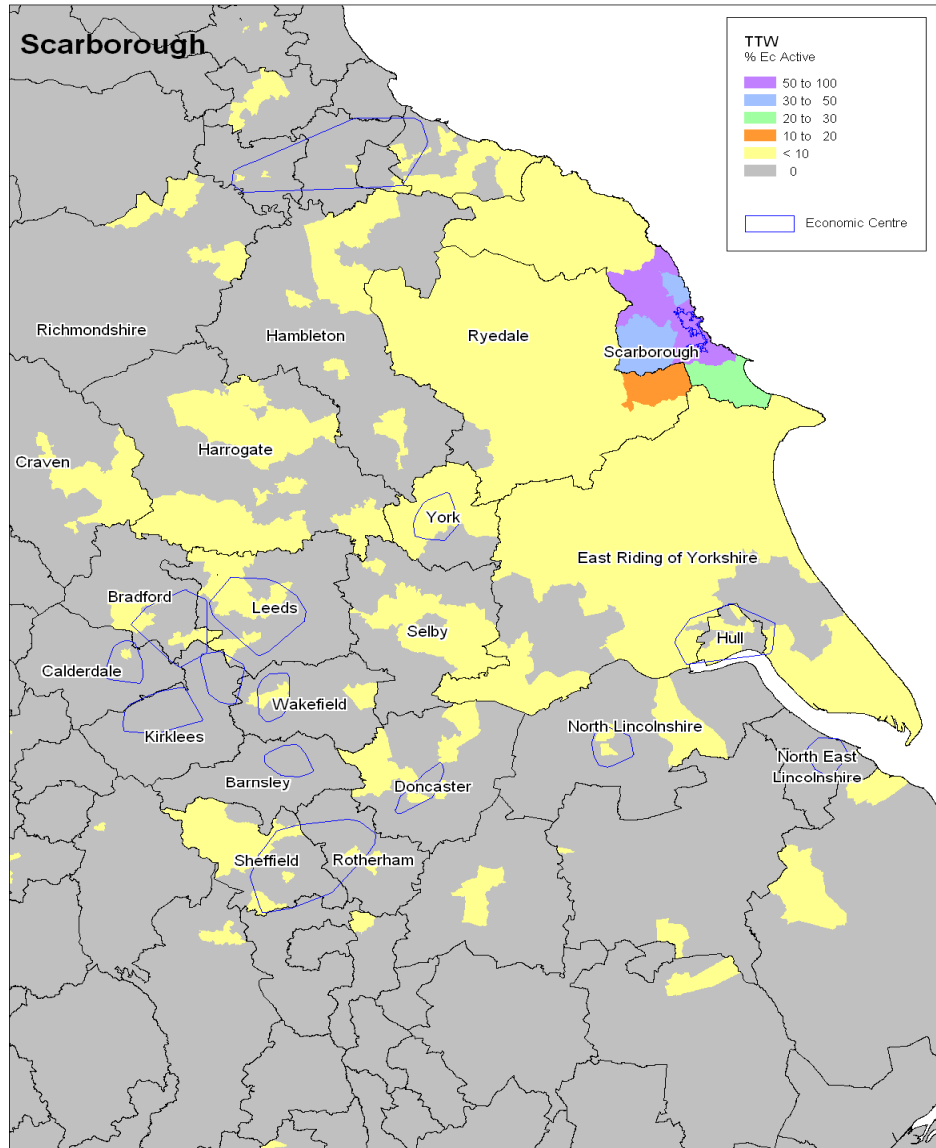 Scarborough
TTW
% Ec Active
50 to 100
30 to 50
20 to 30
10 to 20
< 10
0
Economic Centre
Richmondshire
Hambleton
Ryedale
Scarborough
Craven
Harrogate
York
East Riding of Yorkshire
Bradford
Leeds
Selby
Hull
Calderdale
Wakefield
Kirklees
North Lincolnshire
North East
Lincolnshire
Barnsley
Doncaster
Sheffield
Rotherham